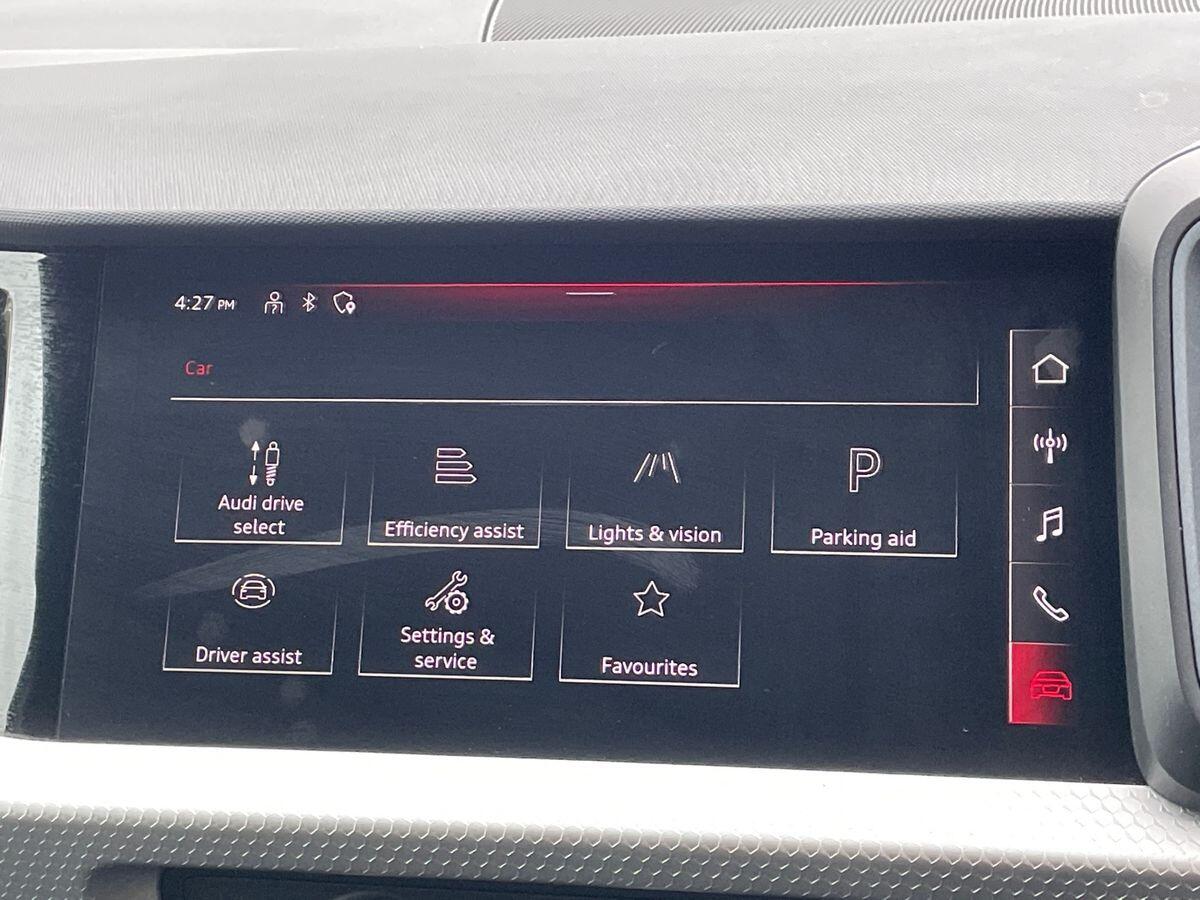 4:27 PM
Car
Audi drive
select
Efficiency assist
Lights & vision
P
Parking aid
Driver assist
Settings &
service
Favourites